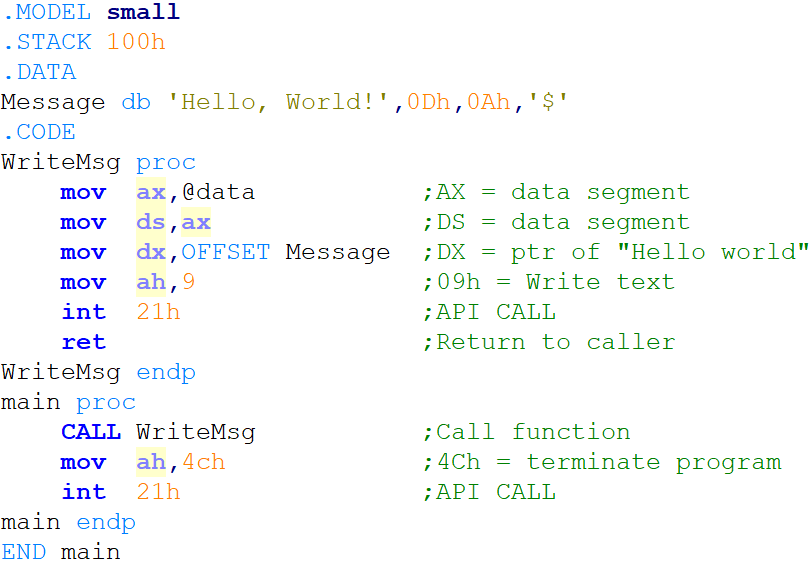 .MODEL small
.STACK 100h
.DATA
Message db 'Hello, World!',0Dh,0Ah,'$'
.CODE
WriteMsg proc
    mov  ax,@data           ;AX = data segment
    mov  ds,ax              ;DS = data segment
    mov  dx,OFFSET Message  ;DX = ptr of "Hello world"
    mov  ah,9               ;09h = Write text
    int  21h                ;API CALL
    ret                     ;Return to caller
WriteMsg endp
main proc
    CALL WriteMsg           ;Call function
    mov  ah,4ch             ;4Ch = terminate program
    int  21h                ;API CALL
main endp
END main